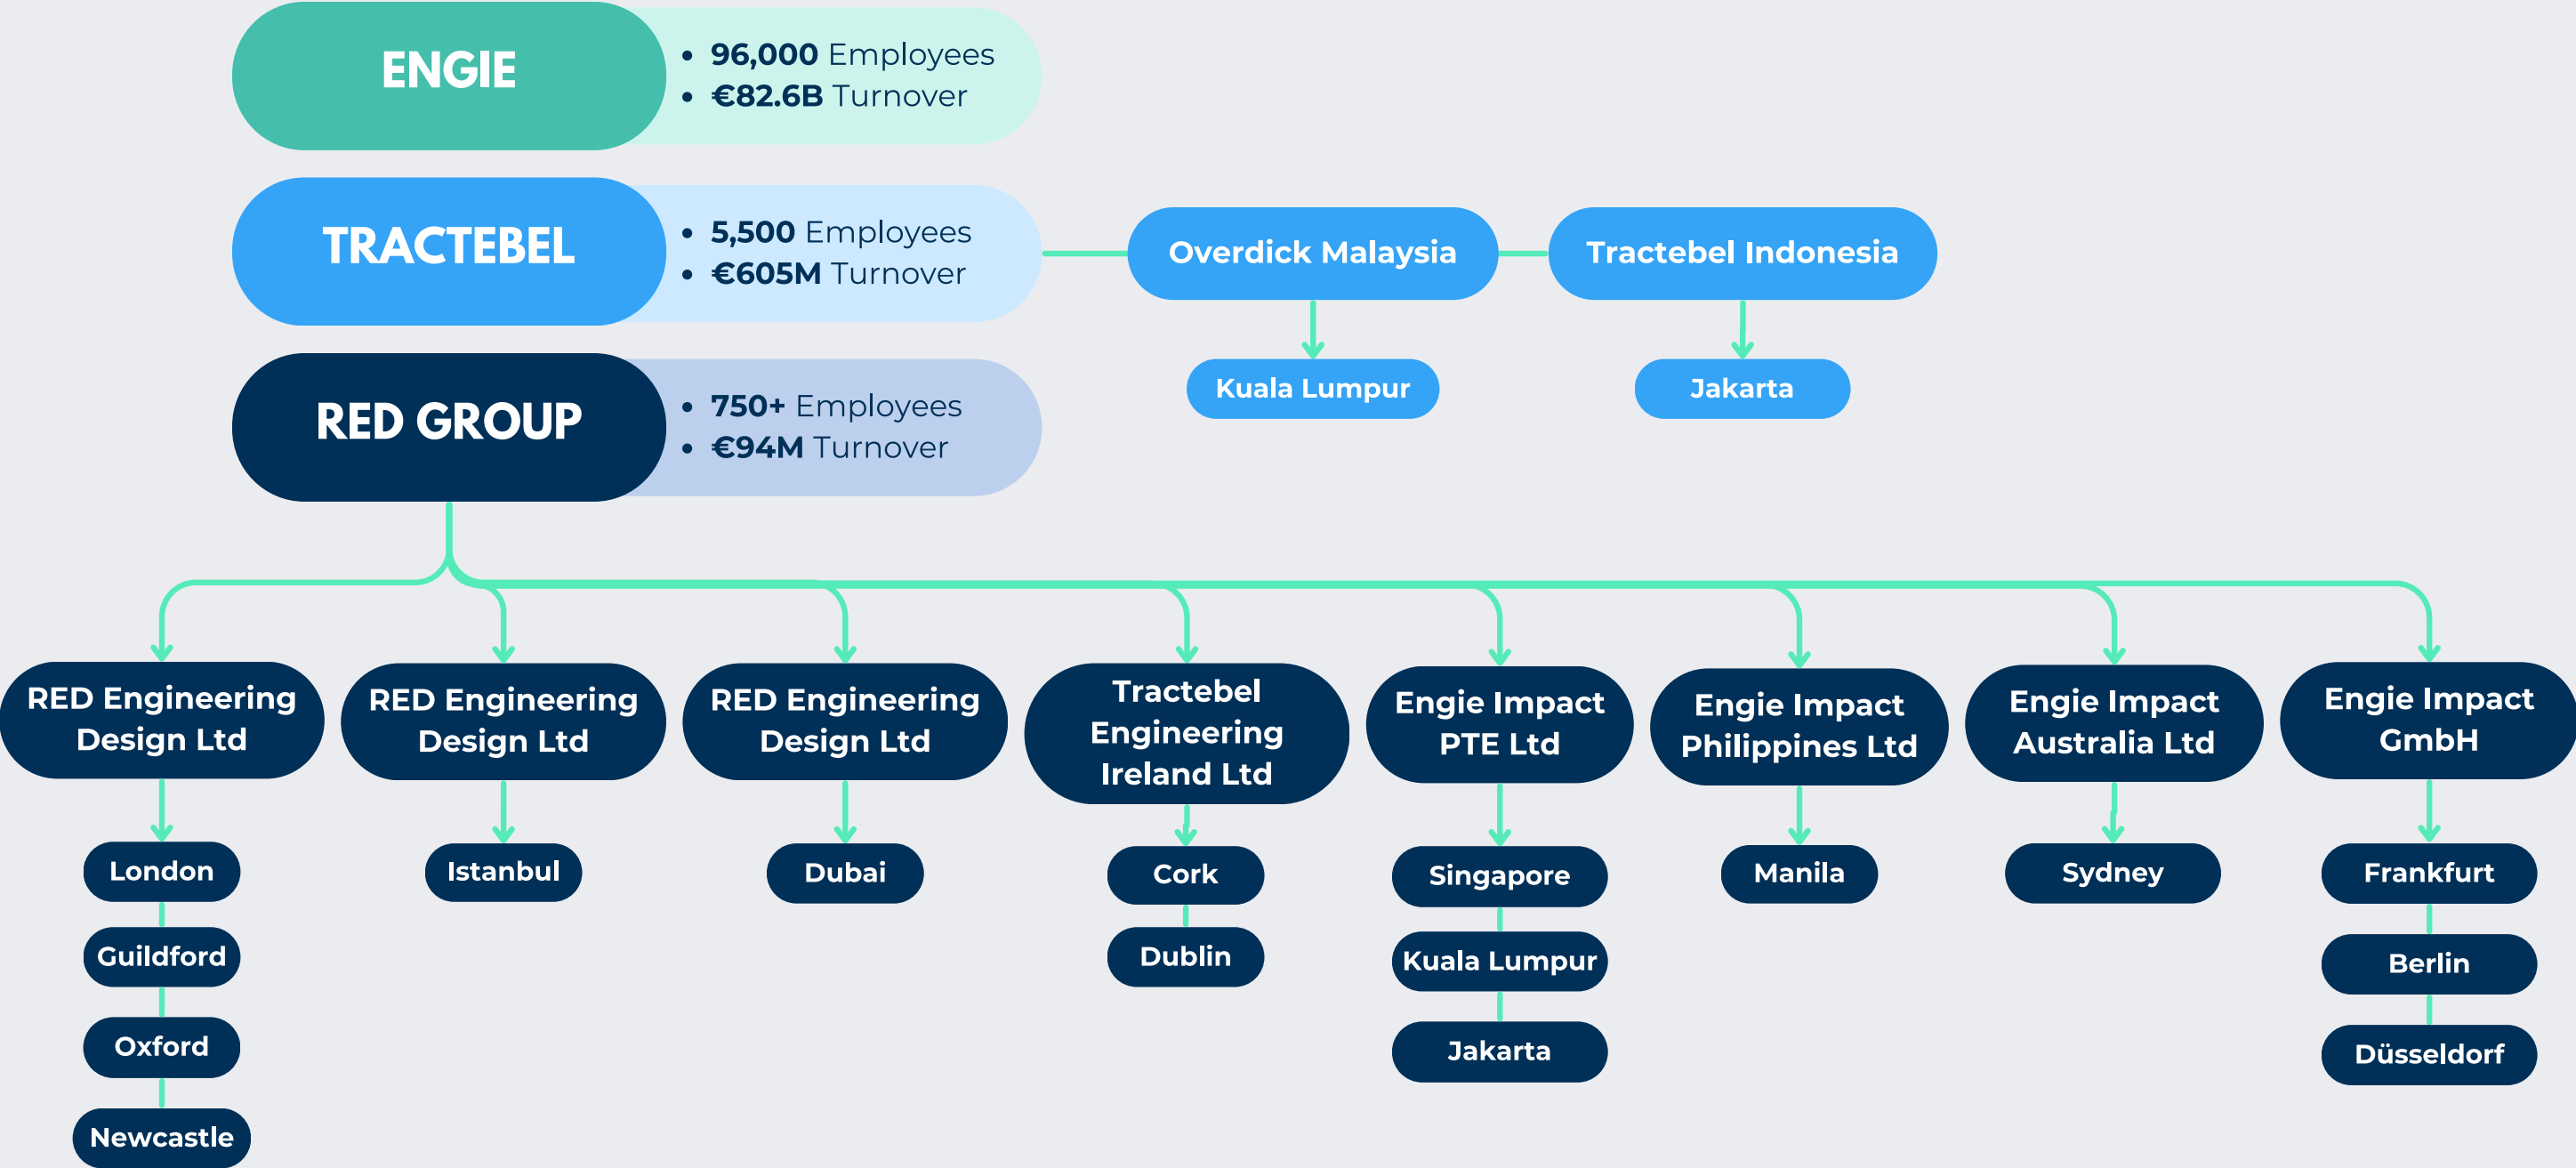 ENGIE
• 96,000 Employees
• €82.6B Turnover
TRACTEBEL
• 5,500 Employees
• €605M Turnover
Overdick Malaysia
Tractebel Indonesia
Kuala Lumpur
Jakarta
RED GROUP
• 750+ Employees
• €94M Turnover
RED Engineering
Design Ltd
London
Guildford
Oxford
Newcastle
RED Engineering
Design Ltd
Istanbul
RED Engineering
Design Ltd
Dubai
Tractebel
Engineering
Ireland Ltd
Cork
Dublin
Engie Impact
PTE Ltd
Singapore
Kuala Lumpur
Jakarta
Engie Impact
Philippines Ltd
Manila
Engie Impact
Australia Ltd
Sydney
Engie Impact
GmbH
Frankfurt
Berlin
Düsseldorf